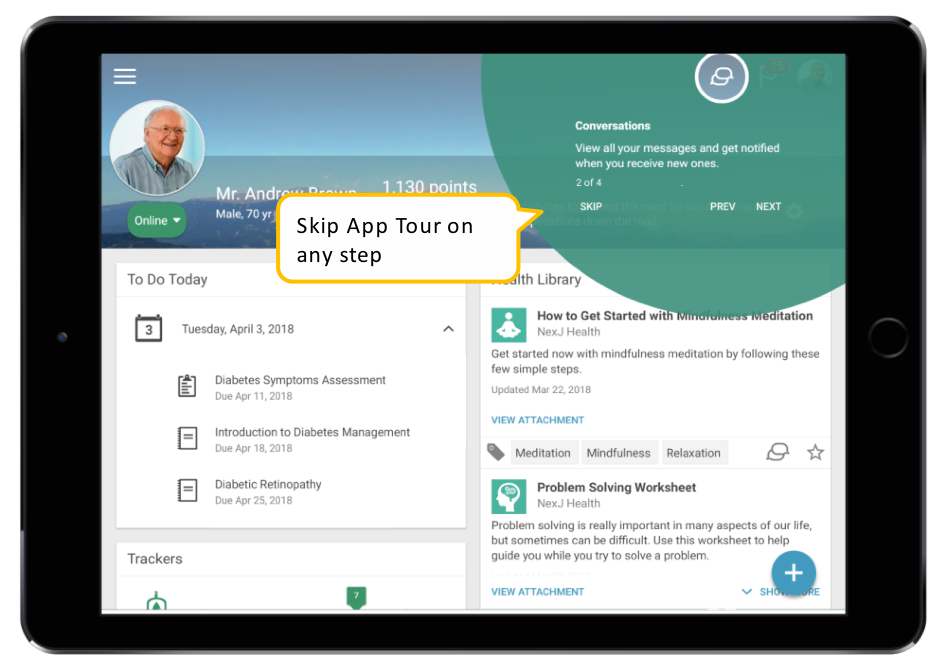 15
Conversations
View all your messages and get notified
when you receive new ones.
2 of 4
SKIP PREV NEXT
Mr. Andrew Brown 1,130 points
Online
Male, 70 yr
Skip App Tour on
any step
To Do Today
3 Tuesday, April 3, 2018
Diabetes Symptoms Assessment
Due Apr 11, 2018
Introduction to Diabetes Management
Due Apr 18, 2018
Diabetic Retinopathy
Due Apr 25, 2018
Trackers
7
Health Library
How to Get Started with Mindfulness Meditation
NexJ Health
Get started now with mindfulness meditation by following these
few simple steps.
Updated Mar 22, 2018
VIEW ATTACHMENT
Meditation Mindfulness Relaxation
Problem Solving Worksheet
NexJ Health
Problem solving is really important in many aspects of our life,
but sometimes can be difficult. Use this worksheet to help
guide you while you try to solve a problem.
VIEW ATTACHMENT SHOW MORE